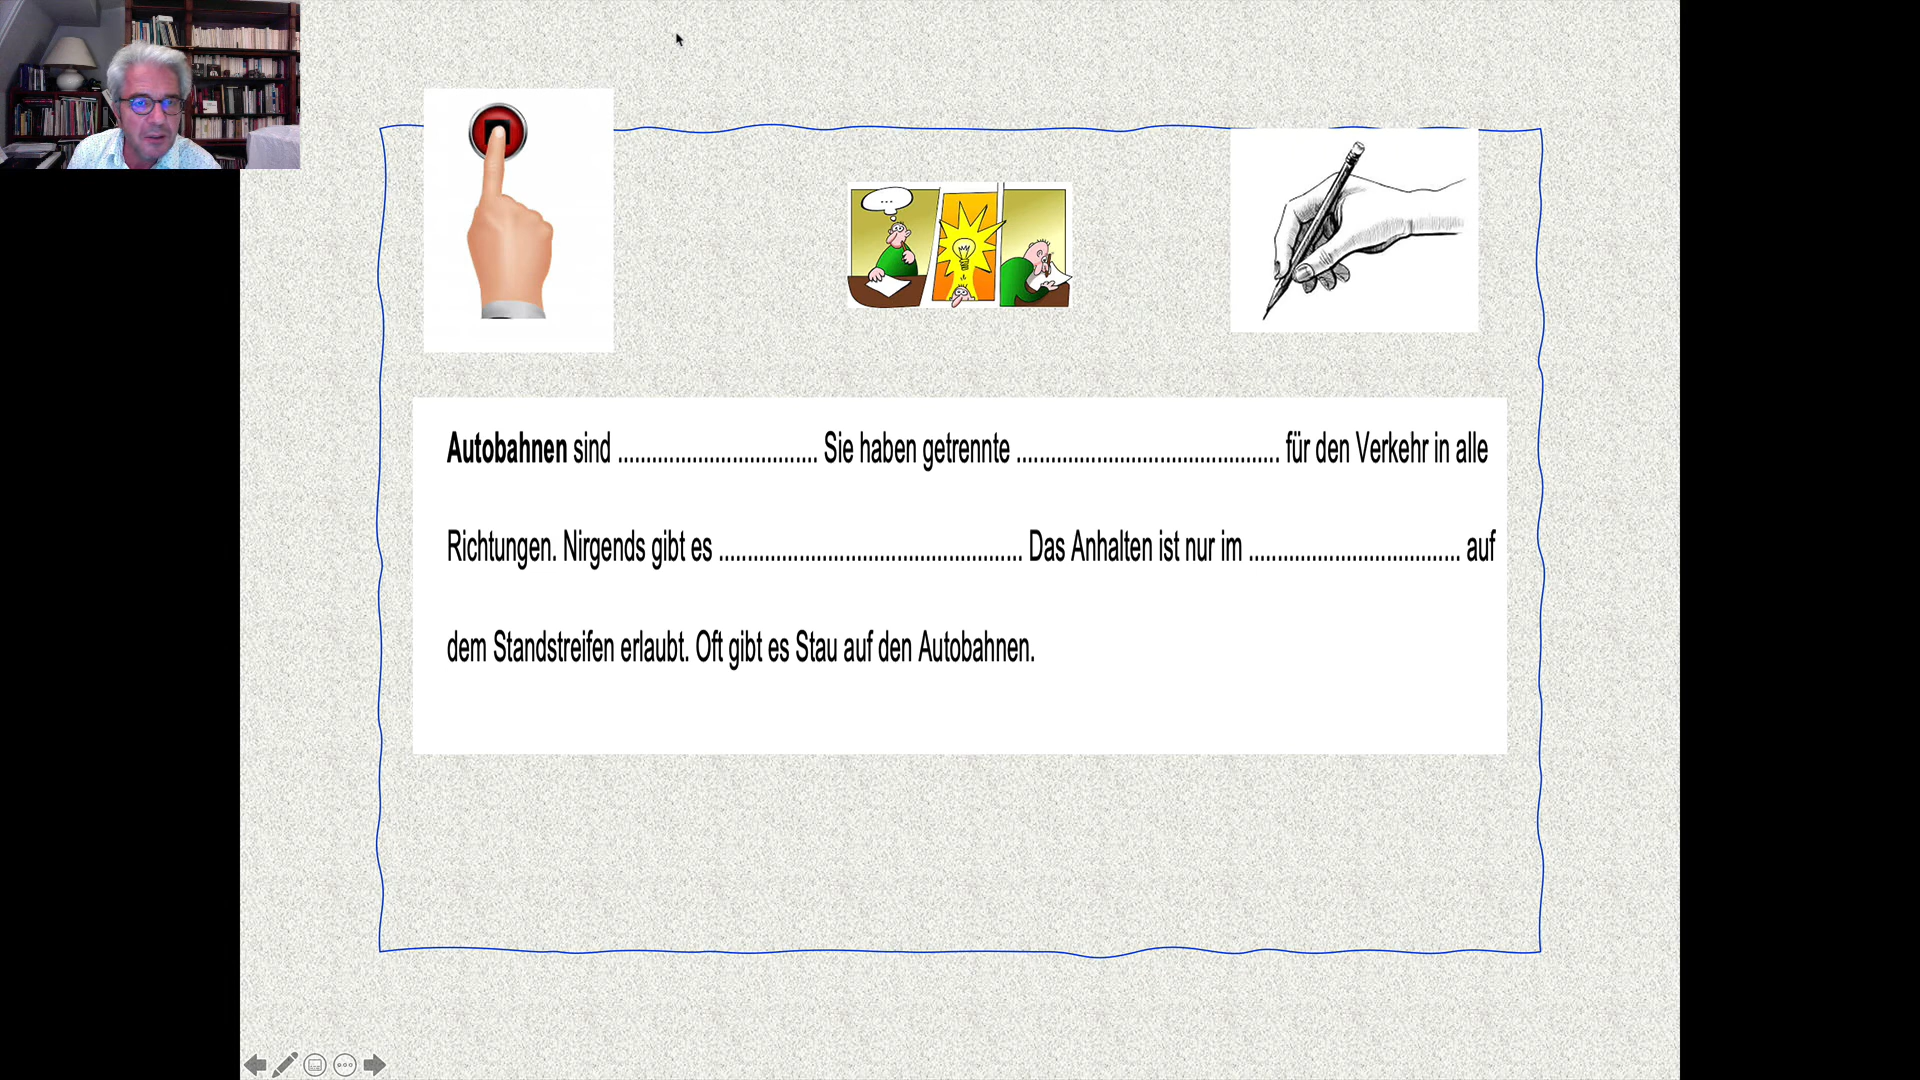 ...
Autobahnen sind ................................... Sie haben getrennte .............................................. für den Verkehr in alle
Richtungen. Nirgends gibt es ..................................................... Das Anhalten ist nur im ..................................... auf
dem Standstreifen erlaubt. Oft gibt es Stau auf den Autobahnen.